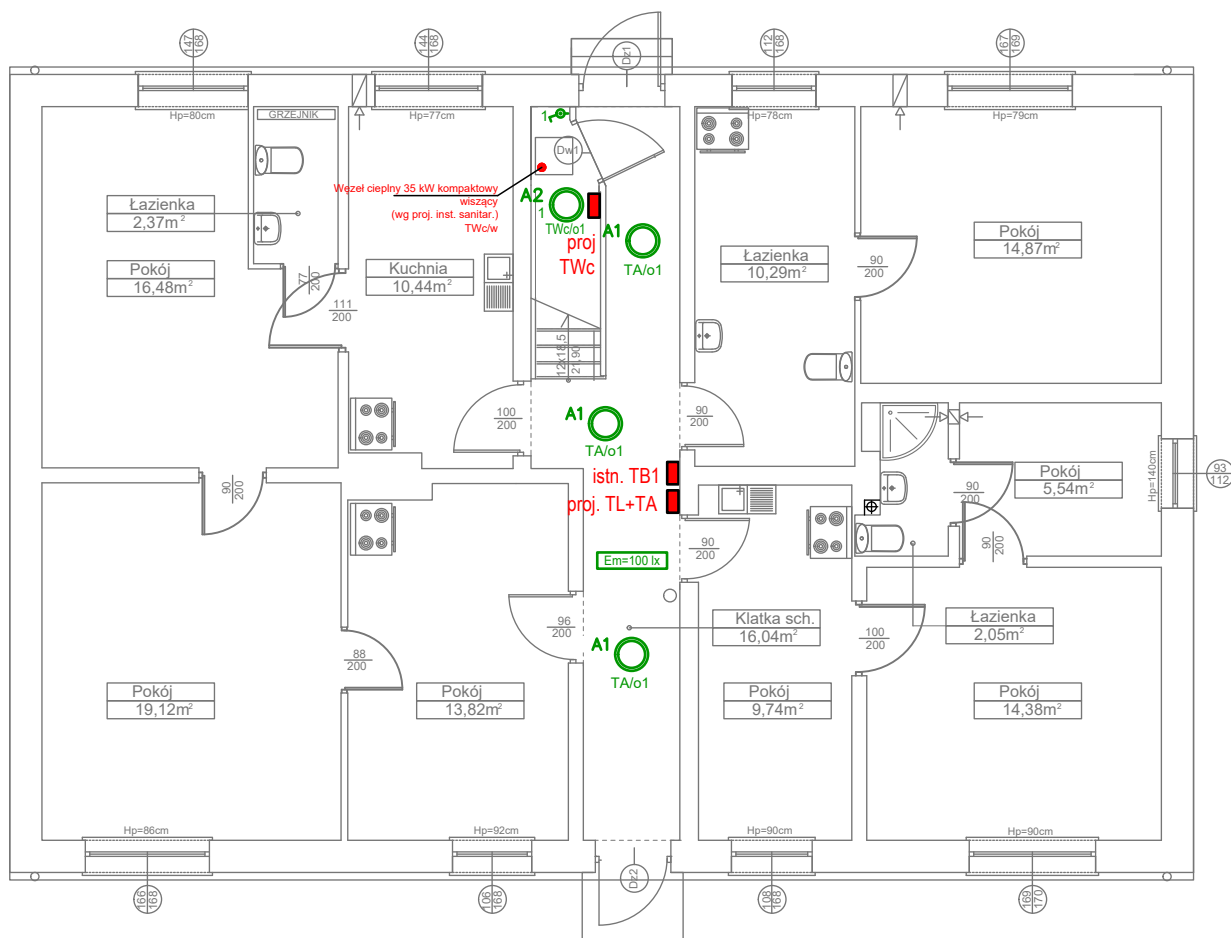 147
168
144
168
Dz1
112
168
167
169
Hp=80cm
GRZEJNIK
Hp=77cm
1
Hp=78cm
Hp=79cm
Dw1
Węzeł cieplny 35 kW kompaktowy
wiszący
(wg proj. inst. sanitar.)
TWc/w
A2
1
TWc/o1
proj
TWc
A1
TA/o1
Łazienka
2,37m²
Pokój
16,48m²
77
200
111
200
Kuchnia
10,44m²
Łazienka
10,29m²
90
200
Pokój
14,87m²
12x18,5
21,90
100
200
A1
TA/o1
90
200
istn. TB1
proj. TL+TA
90
200
90
200
Pokój
5,54m²
Hp=140cm
93
112
90
200
90
200
Em=100 lx
96
200
Klatka sch.
16,04m²
100
200
Łazienka
2,05m²
A1
TA/o1
88
200
Pokój
19,12m²
Pokój
13,82m²
Pokój
9,74m²
Pokój
14,38m²
Hp=86cm
Hp=92cm
Hp=90cm
Hp=90cm
166
168
106
168
Dz2
108
168
169
170